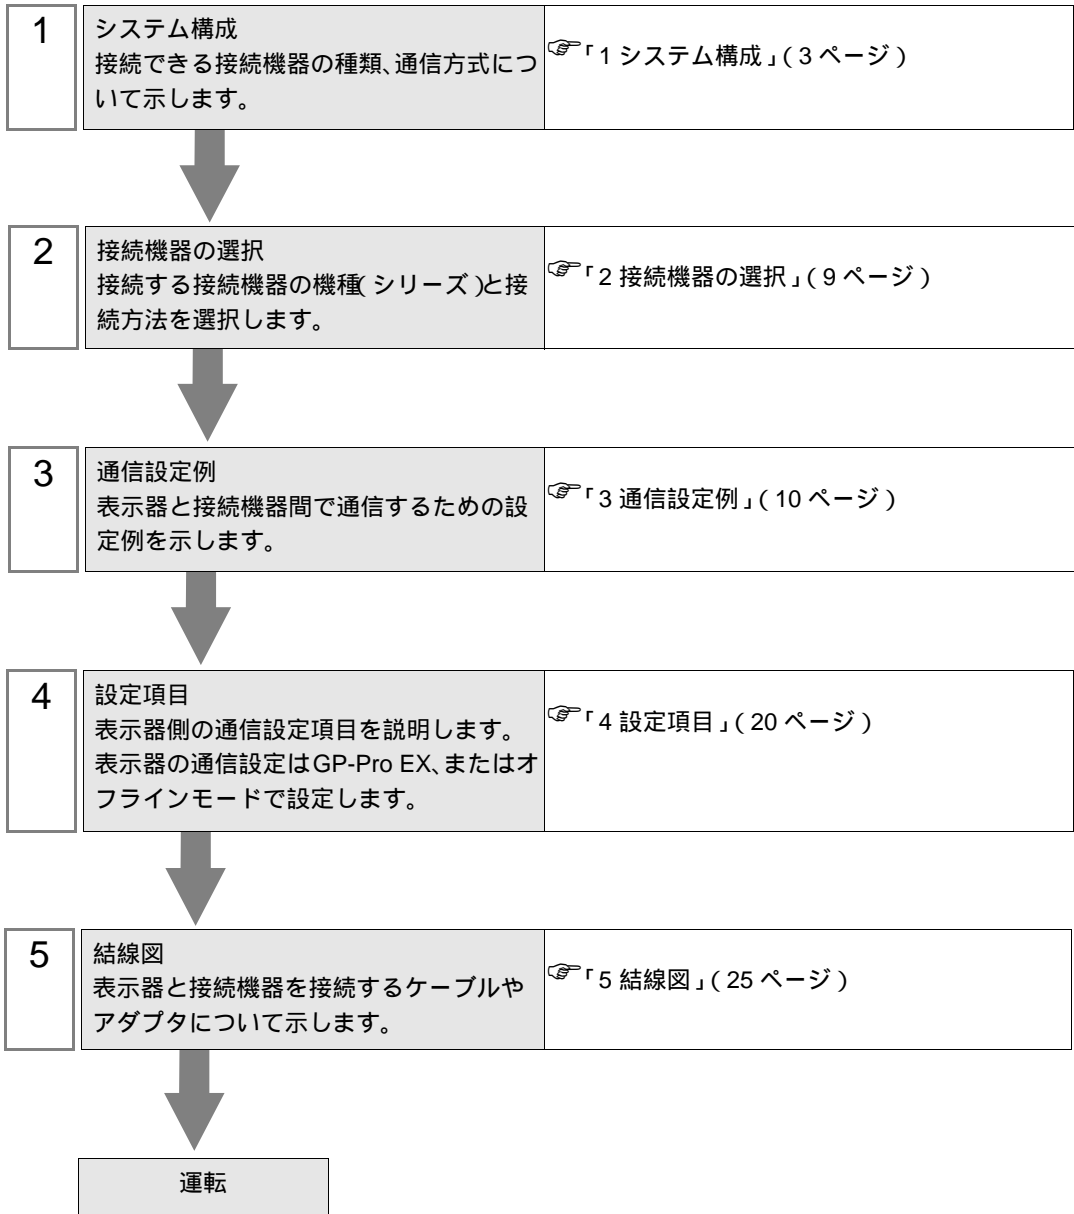 1
システム構成
接続できる接続機器の種類、通信方式につ
いて示します。
☞「1 システム構成」(3 ページ)
2
接続機器の選択
接続する接続機器の機種(シリーズ)と接
続方法を選択します。
☞「2 接続機器の選択」(9 ページ)
3
通信設定例
表示器と接続機器間で通信するための設
定例を示します。
☞「3 通信設定例」(10 ページ)
4
設定項目
表示器側の通信設定項目を説明します。
表示器の通信設定はGP-Pro EX、またはオ
フラインモードで設定します。
☞「4 設定項目」(20 ページ)
5
結線図
表示器と接続機器を接続するケーブルや
アダプタについて示します。
☞「5 結線図」(25 ページ)
運転